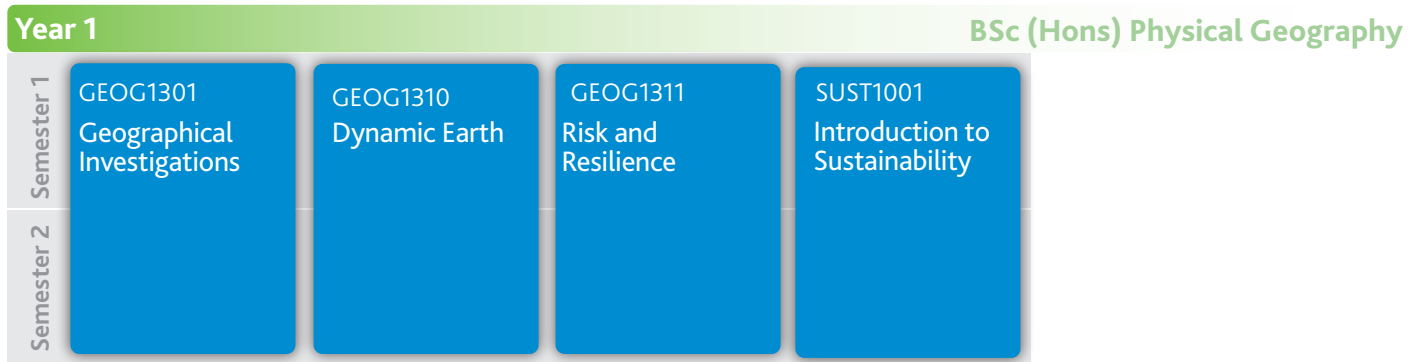 Year 1
BSc (Hons) Physical Geography
Semester 1
GEOG1301
Geographical
Investigations
GEOG1310
Dynamic Earth
GEOG1311
Risk and
Resilience
SUST1001
Introduction to
Sustainability
Semester 2